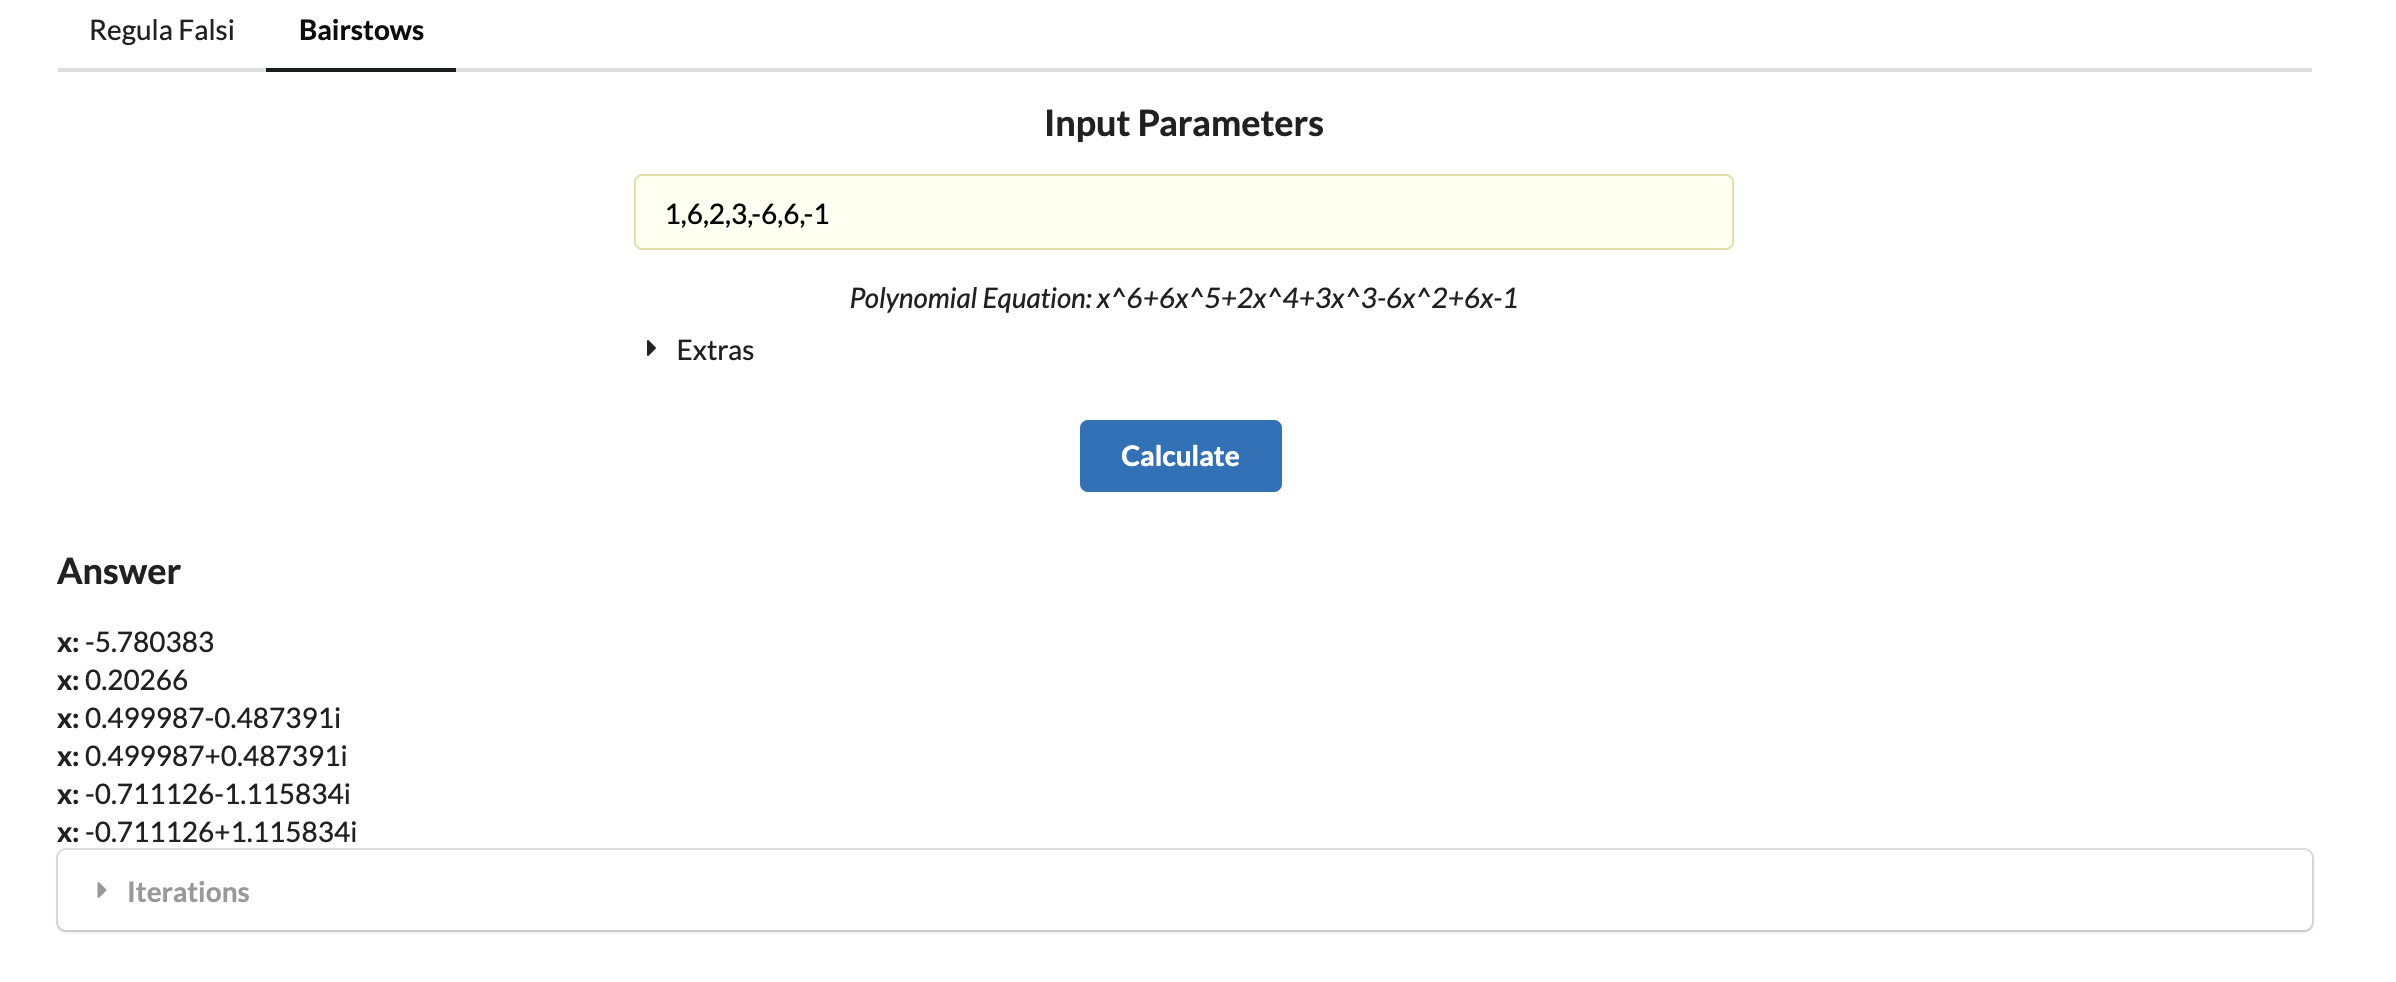 Regula Falsi Bairstows
Input Parameters
1,6,2,3,-6,6,-1
Polynomial Equation: x^6+6x^5+2x^4+3x^3-6x^2+6x-1
Extras
Calculate
Answer
x: -5.780383
x: 0.20266
x: 0.499987-0.487391i
x: 0.499987+0.487391i
x: -0.711126-1.115834i
x: -0.711126+1.115834i
Iterations